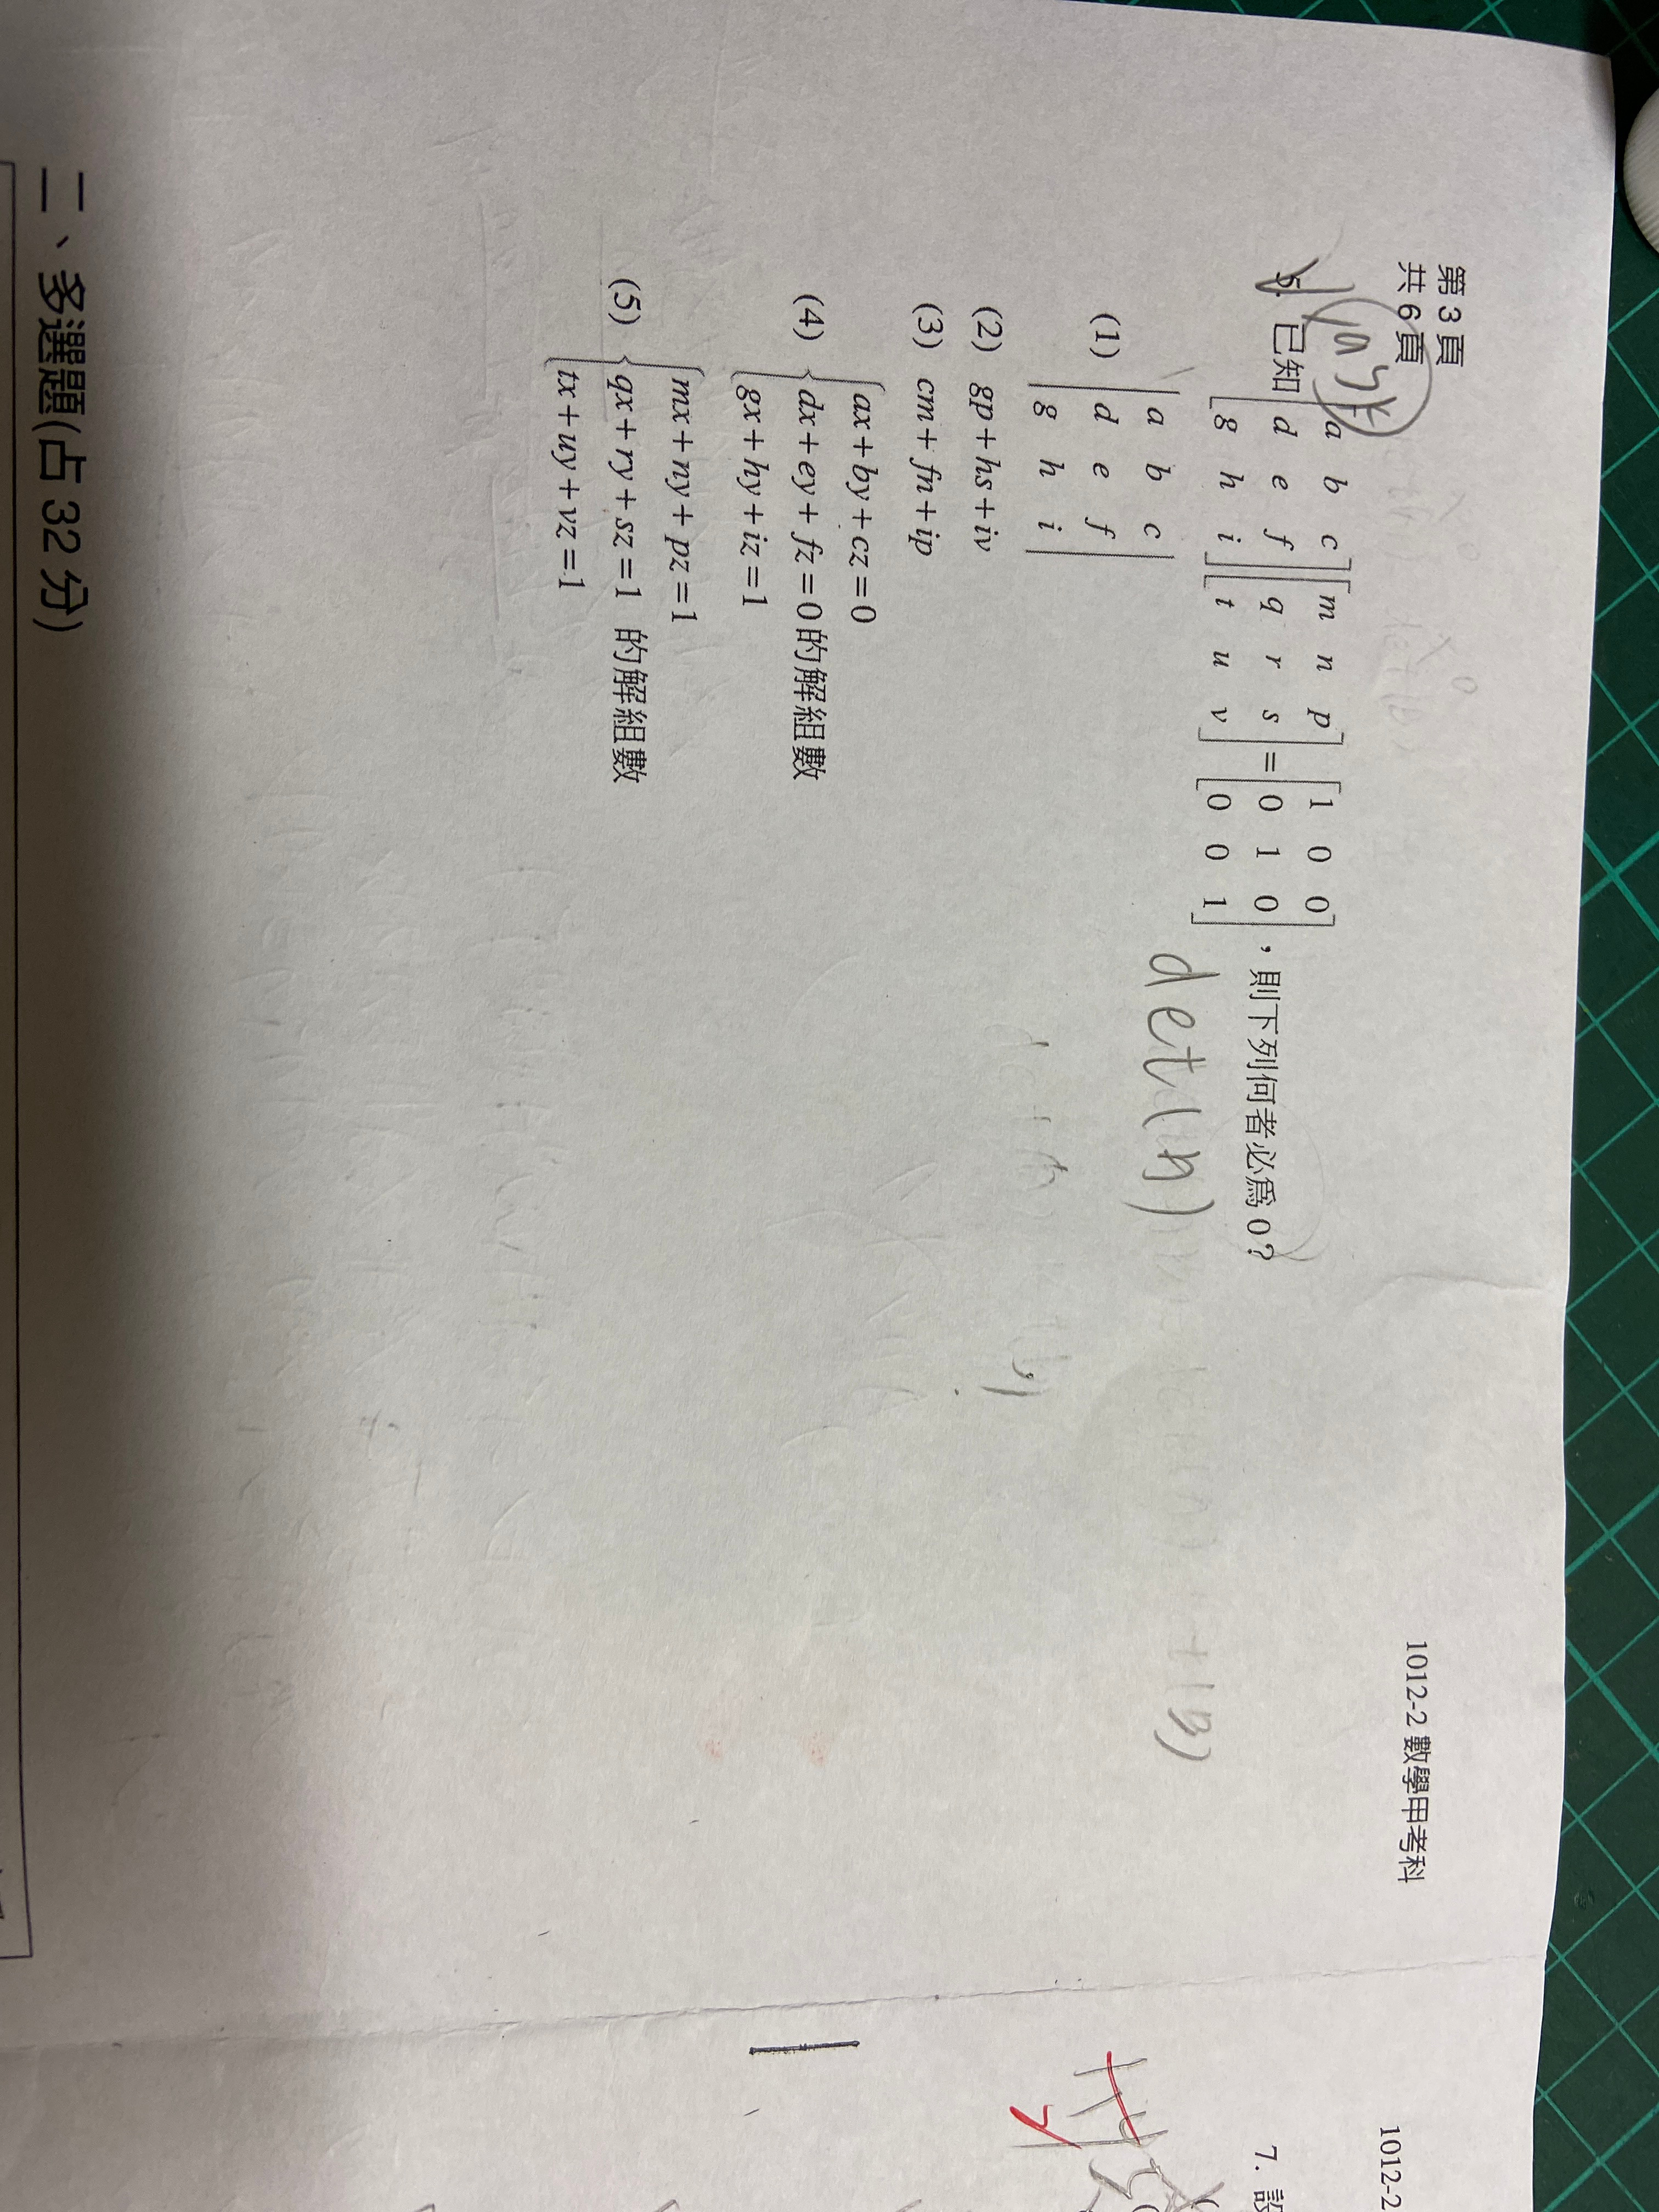 第 3 頁
共 6 頁
1012-2 數學甲考科
easy
5. 已知 [a b c; d e f; g h i][m n p; q r s; t u v] = [1 0 0; 0 1 0; 0 0 1]，則下列何者必為 0？
(1) |a b c; d e f; g h i|
det(
(2) gp + hs + iv
(3) cm + fn + ip
(4) { ax + by + cz = 0
dx + ey + fz = 0 的解組數
gx + hy + iz = 1
(5) { mx + ny + pz = 1
qx + ry + sz = 1 的解組數
tx + uy + vz = 1
二、多選題(占 32 分)
1012-2
7. 設